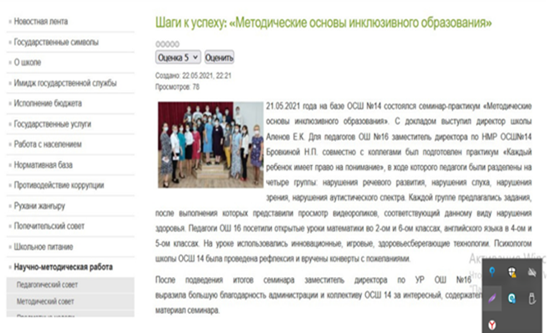 Новостная лента
Государственные символы
О школе
Имидж государственной службы
Исполнение бюджета
Государственные услуги
Работа с населением
Нормативная база
Противодействие коррупции
Рухани жаңғыру
Попечительский совет
Школьное питание
Научно-методическая работа
Педагогический совет
Методический совет
Шаги к успеху: «Методические основы инклюзивного образования»
Оценка 5 Оценить
Создано: 22.05.2021, 22:21
Просмотров: 76
21.05.2021 года на базе ОСШ №14 состоялся семинар-практикум «Методические
основы инклюзивного образования». С докладом выступил директор школы
Аленов Е.К. Для педагогов ОШ №16 заместитель директора по НМР ОСШ№14
Бровкиной Н.П. совместно с коллегами был подготовлен практикум «Каждый
ребенок имеет право на понимание», в ходе которого педагоги были разделены на
четыре группы: нарушения речевого развития, нарушения слуха, нарушения
зрения, нарушения аутистического спектра. Каждой группе предлагались задания,
после выполнения которых представили просмотр видеороликов, соответствующий данному виду нарушения
здоровья. Педагоги ОШ 16 посетили открытые уроки математики во 2-ом и 6-ом классах, английского языка в 4-ом и
5-ом классах. На уроке использовались инновационные, игровые, здоровьесберегающие технологии. Психологом
школы ОСШ 14 была проведена рефлексия и вручены конверты с пожеланиями.
После подведения итогов семинара заместитель директора по УР ОШ №16
выразила большую благодарность администрации и коллективу ОСШ 14 за интересный,
материал семинара.